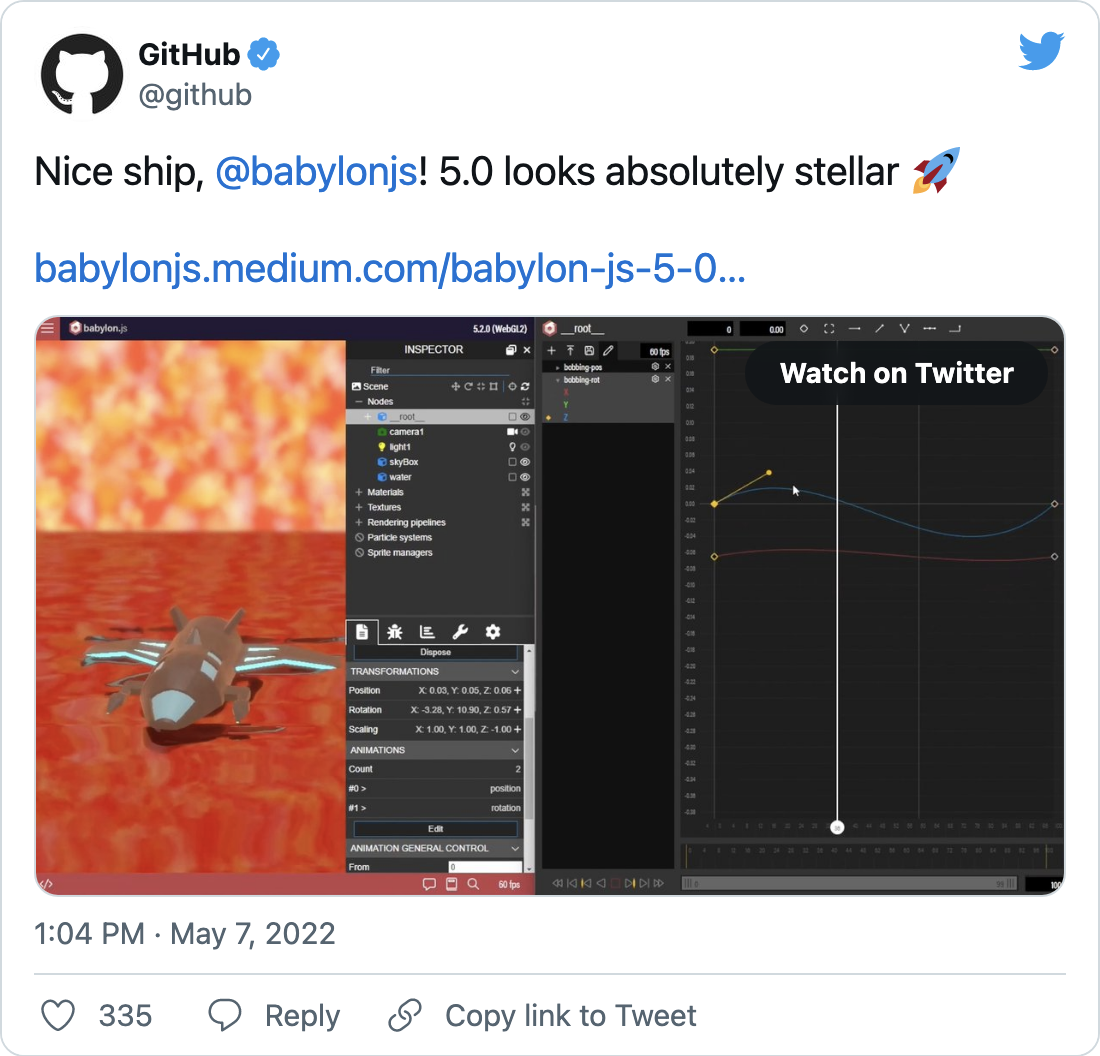 GitHub
@github
Nice ship, @babylonjs! 5.0 looks absolutely stellar 🚀
babylonjs.medium.com/babylon-js-5-0…
babylon.js
5.2.0 (WebGL2)
INSPECTOR
Filter
Scene
Nodes
__root__
camera1
light1
skyBox
water
Materials
Textures
Rendering pipelines
Particle systems
Sprite managers
Dispose
TRANSFORMATIONS
Position X: 0.03, Y: 0.05, Z: 0.06
Rotation X: -3.28, Y: 10.90, Z: 0.57
Scaling X: 1.00, Y: 1.00, Z: -1.00
ANIMATIONS
Count 2
#0 > position
#1 > rotation
Edit
ANIMATION GENERAL CONTROL
From 0
60 fps
__root__ 0 0.00
60 fps
bobbing-pos
bobbing-rot
X
Y
Z
Watch on Twitter
100
1:04 PM · May 7, 2022
335 Reply Copy link to Tweet